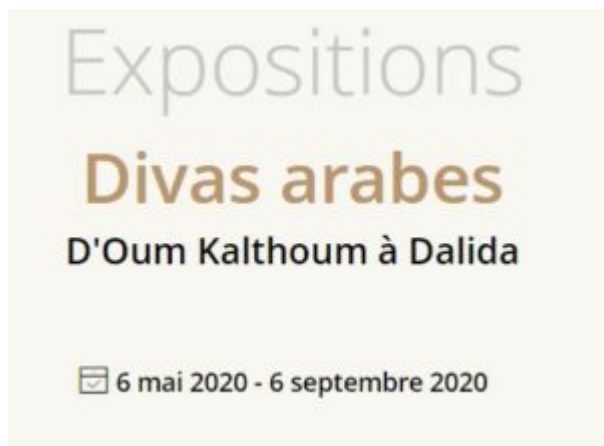 Expositions
Divas arabes
D'Oum Kalthoum à Dalida
6 mai 2020 - 6 septembre 2020